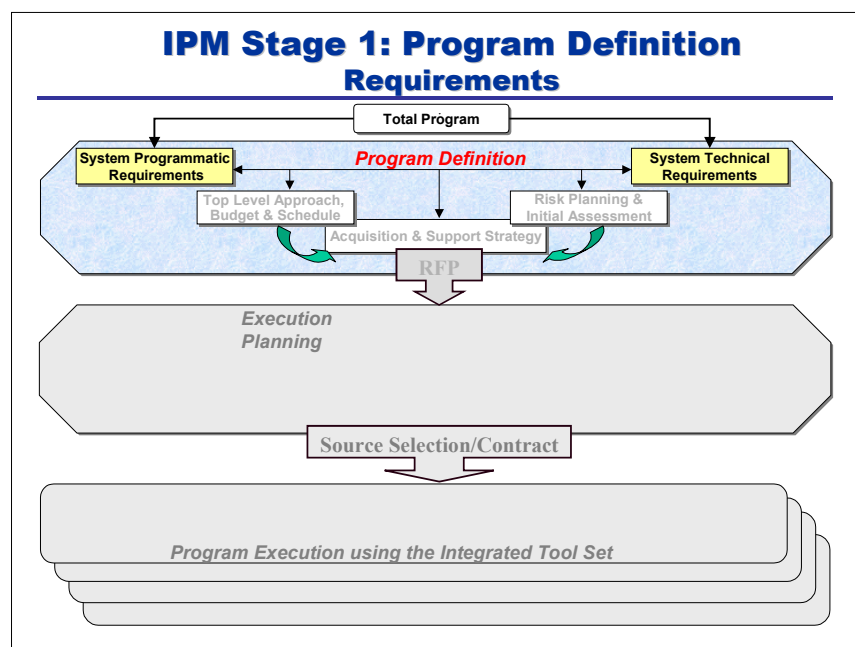 IPM Stage 1: Program Definition
Requirements
Total Program
System Programmatic
Requirements
Program Definition
System Technical
Requirements
Top Level Approach,
Budget & Schedule
Risk Planning &
Initial Assessment
Acquisition & Support Strategy
RFP
Execution
Planning
Source Selection/Contract
Program Execution using the Integrated Tool Set